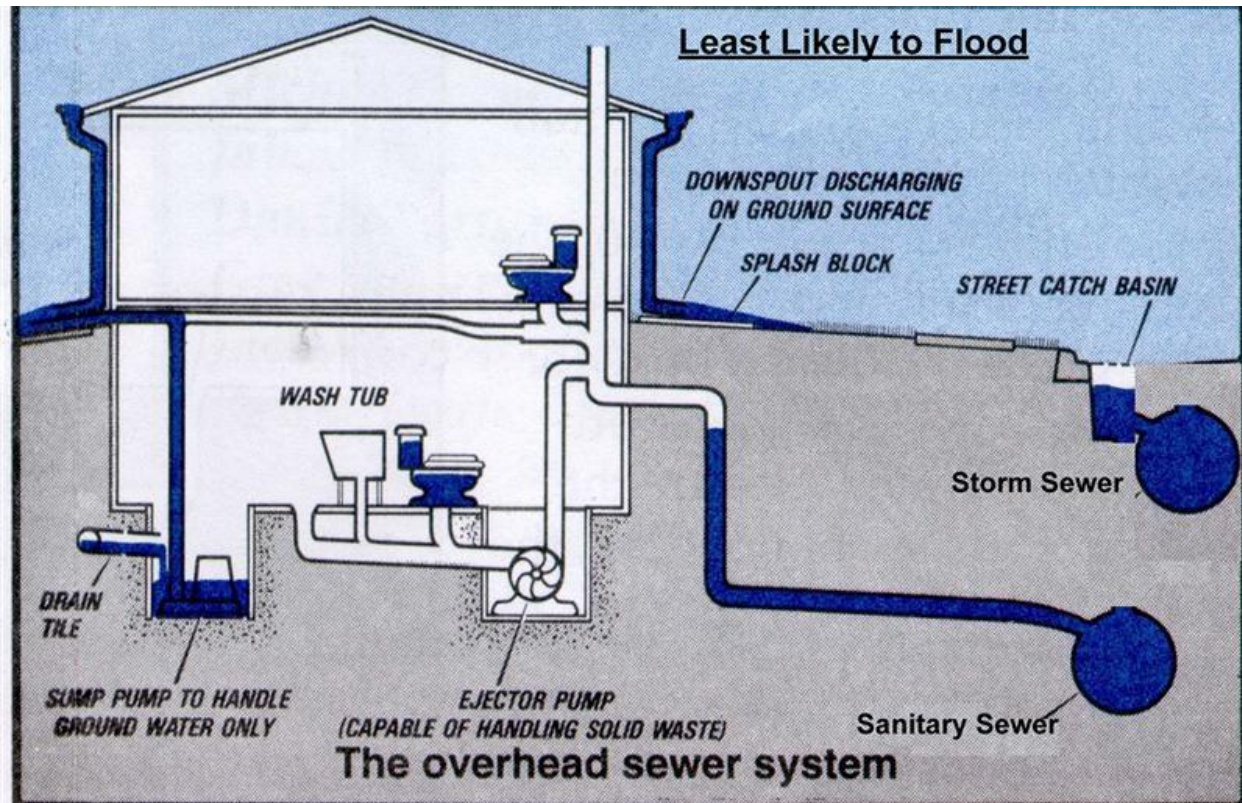 Least Likely to Flood
DOWNSPOUT DISCHARGING
ON GROUND SURFACE
SPLASH BLOCK
STREET CATCH BASIN
WASH TUB
Storm Sewer
DRAIN
TILE
SUMP PUMP TO HANDLE
GROUND WATER ONLY
EJECTOR PUMP
(CAPABLE OF HANDLING SOLID WASTE)
Sanitary Sewer
The overhead sewer system